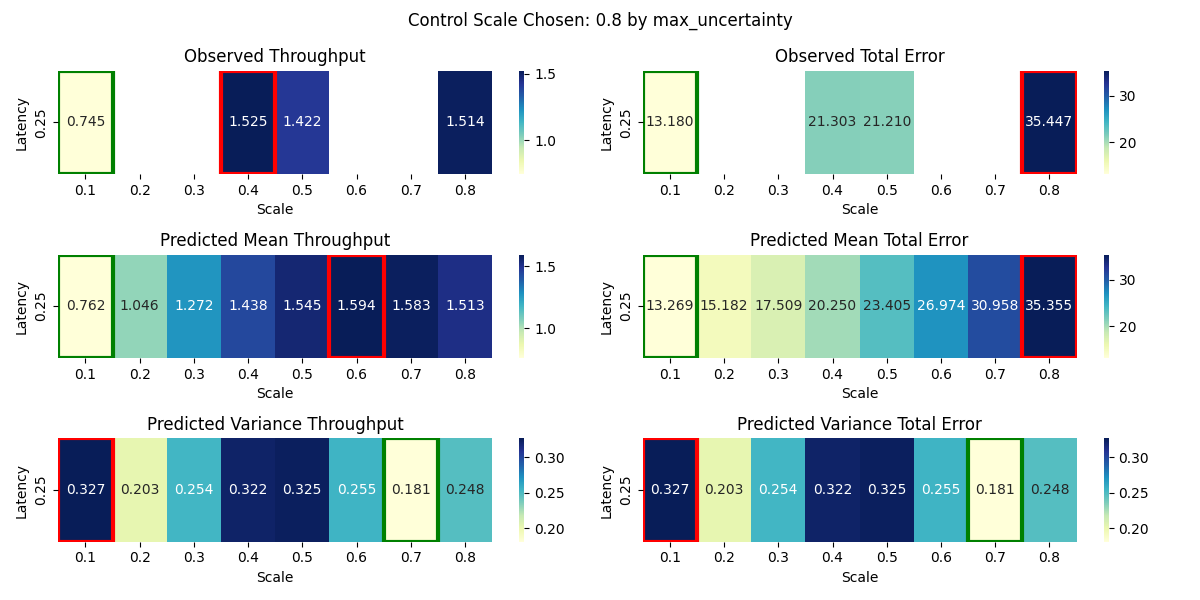 Control Scale Chosen: 0.8 by max_uncertainty
Observed Throughput
Latency
0.25
0.745
1.525
1.422
1.514
1.5
1.0
0.1 0.2 0.3 0.4 0.5 0.6 0.7 0.8
Scale
Observed Total Error
Latency
0.25
13.180
21.303
21.210
35.447
30
20
0.1 0.2 0.3 0.4 0.5 0.6 0.7 0.8
Scale
Predicted Mean Throughput
Latency
0.25
0.762 1.046 1.272 1.438 1.545 1.594 1.583 1.513
1.5
1.0
0.1 0.2 0.3 0.4 0.5 0.6 0.7 0.8
Scale
Predicted Mean Total Error
Latency
0.25
13.269 15.182 17.509 20.250 23.405 26.974 30.958 35.355
30
20
0.1 0.2 0.3 0.4 0.5 0.6 0.7 0.8
Scale
Predicted Variance Throughput
Latency
0.25
0.327 0.203 0.254 0.322 0.325 0.255 0.181 0.248
0.30
0.25
0.20
0.1 0.2 0.3 0.4 0.5 0.6 0.7 0.8
Scale
Predicted Variance Total Error
Latency
0.25
0.327 0.203 0.254 0.322 0.325 0.255 0.181 0.248
0.30
0.25
0.20
0.1 0.2 0.3 0.4 0.5 0.6 0.7 0.8
Scale